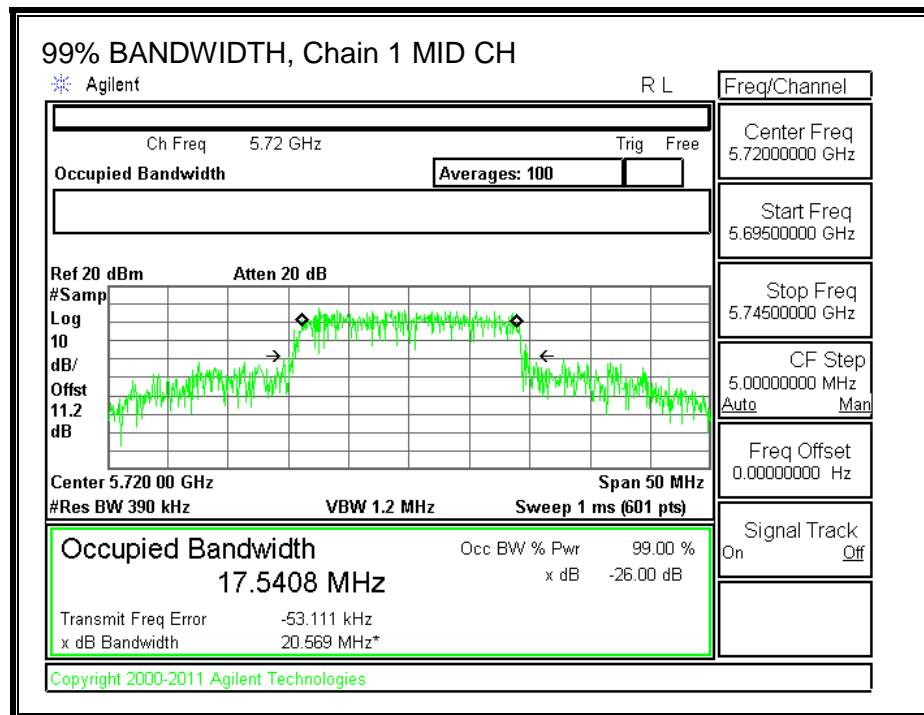 99% BANDWIDTH, Chain 1 MID CH
Agilent R L Freq/Channel
Ch Freq 5.72 GHz Trig Free
Occupied Bandwidth Averages: 100
Center Freq
5.72000000 GHz
Start Freq
5.69500000 GHz
Stop Freq
5.74500000 GHz
CF Step
5.00000000 MHz
Auto Man
Freq Offset
0.00000000 Hz
Signal Track
On Off
Ref 20 dBm Atten 20 dB
#Samp
Log
10
dB/
Offst
11.2
dB
Center 5.720 00 GHz Span 50 MHz
#Res BW 390 kHz VBW 1.2 MHz Sweep 1 ms (601 pts)
Occupied Bandwidth Occ BW % Pwr 99.00 %
17.5408 MHz x dB -26.00 dB
Transmit Freq Error -53.111 kHz
x dB Bandwidth 20.569 MHz*
Copyright 2000-2011 Agilent Technologies